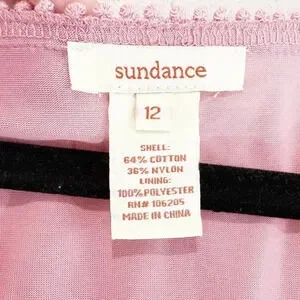 sundance
12
SHELL:
64% COTTON
36% NYLON
LINING:
100% POLYESTER
RN# 106205
MADE IN CHINA